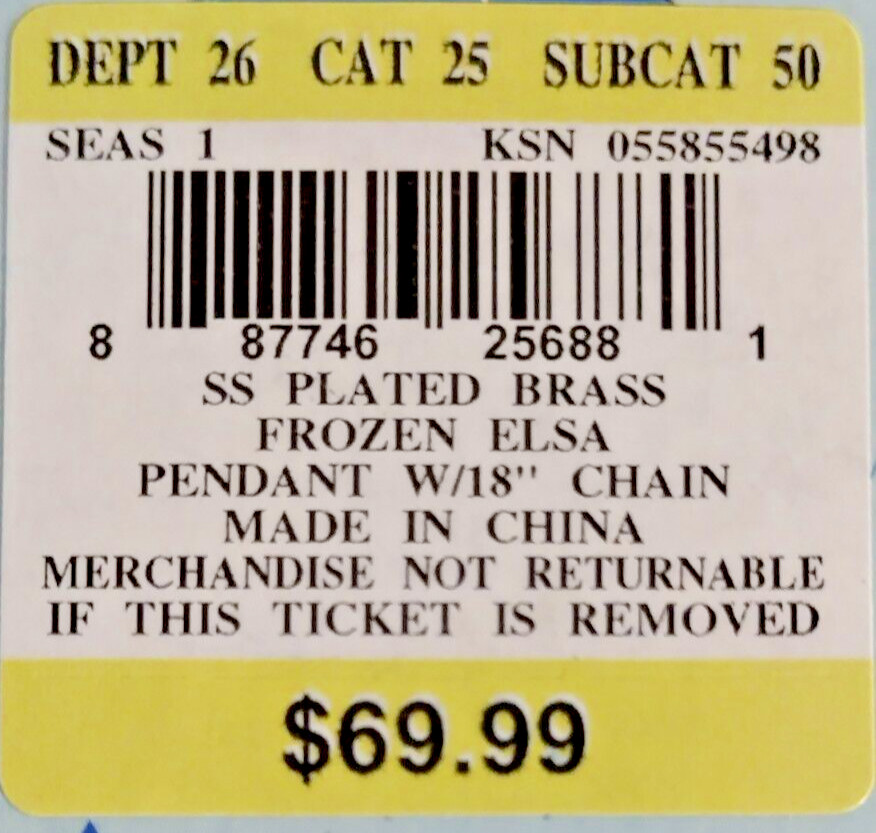 DEPT 26 CAT 25 SUBCAT 50
SEAS 1 KSN 055855498
8 87746 25688 1
SS PLATED BRASS
FROZEN ELSA
PENDANT W/18" CHAIN
MADE IN CHINA
MERCHANDISE NOT RETURNABLE
IF THIS TICKET IS REMOVED
$69.99